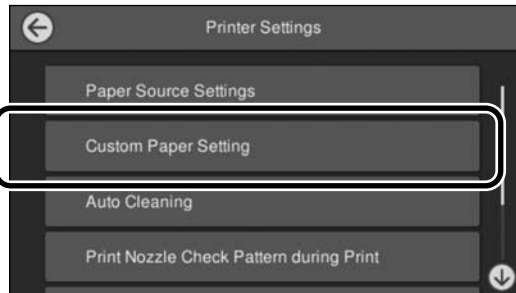 Printer Settings
Paper Source Settings
Custom Paper Setting
Auto Cleaning
Print Nozzle Check Pattern during Print